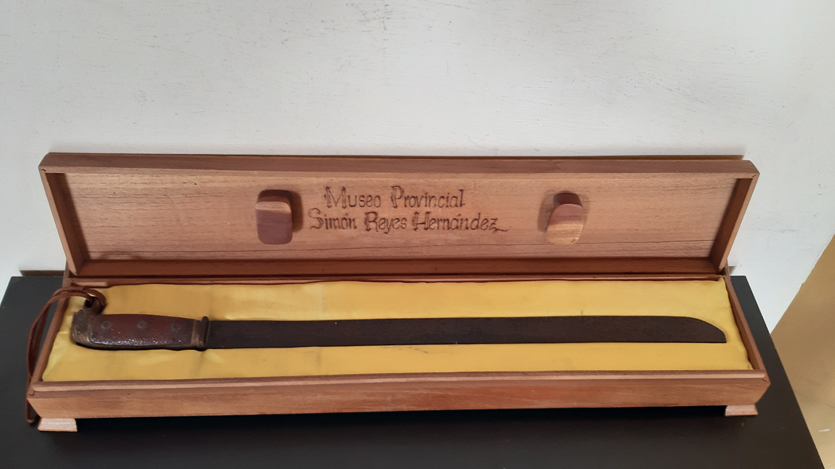 Museo Provincial
Simón Reyes Hernández